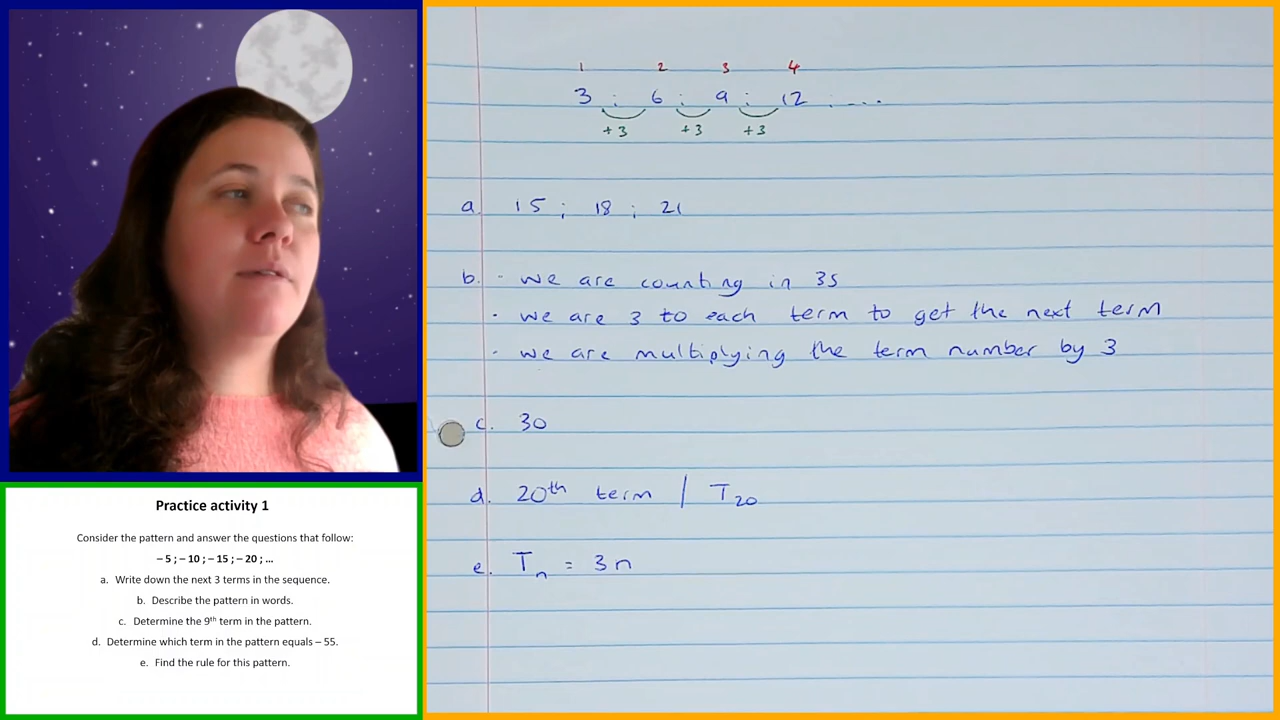 1 2 3 4
3 ; 6 ; 9 ; 12 ; ....
+3 +3 +3
a. 15 ; 18 ; 21
b. - we are counting in 3s
- we are 3 to each term to get the next term
- we are multiplying the term number by 3
c. 30
d. 20th term / T20
e. Tn = 3n
Practice activity 1
Consider the pattern and answer the questions that follow:
– 5 ; – 10 ; – 15 ; – 20 ; ...
a. Write down the next 3 terms in the sequence.
b. Describe the pattern in words.
c. Determine the 9th term in the pattern.
d. Determine which term in the pattern equals – 55.
e. Find the rule for this pattern.